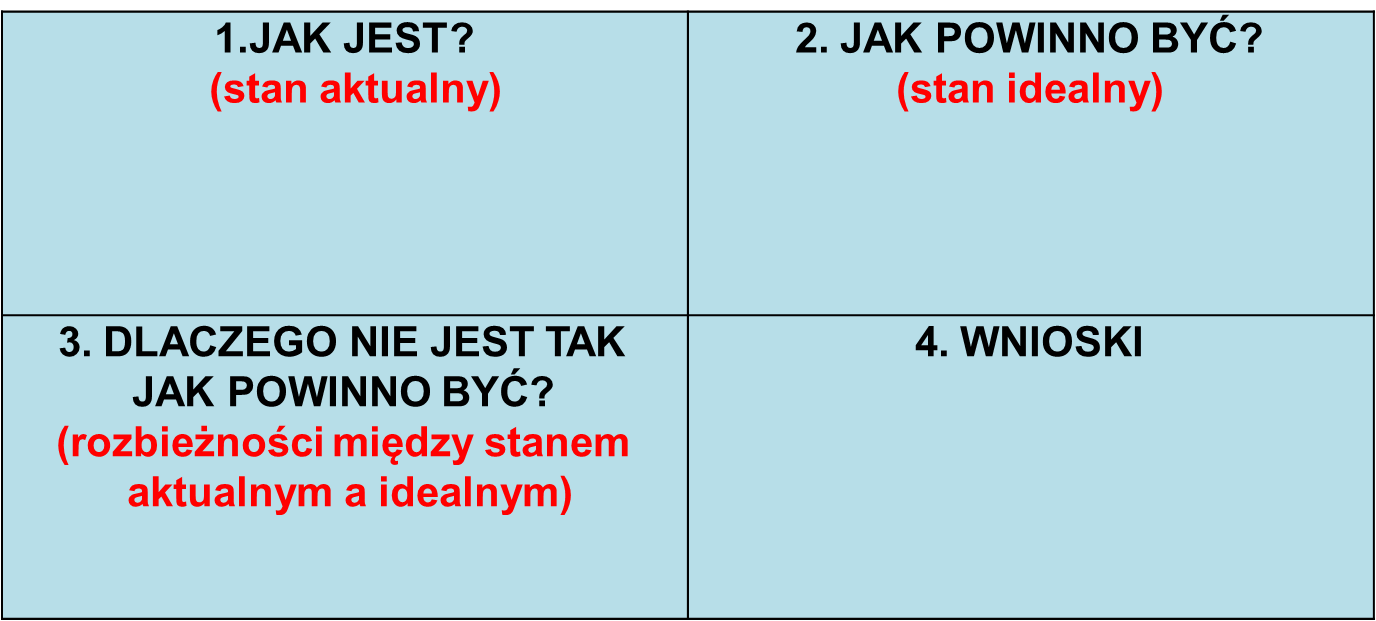 1.JAK JEST?
(stan aktualny)
2. JAK POWINNO BYĆ?
(stan idealny)
3. DLACZEGO NIE JEST TAK
JAK POWINNO BYĆ?
(rozbieżności między stanem
aktualnym a idealnym)
4. WNIOSKI